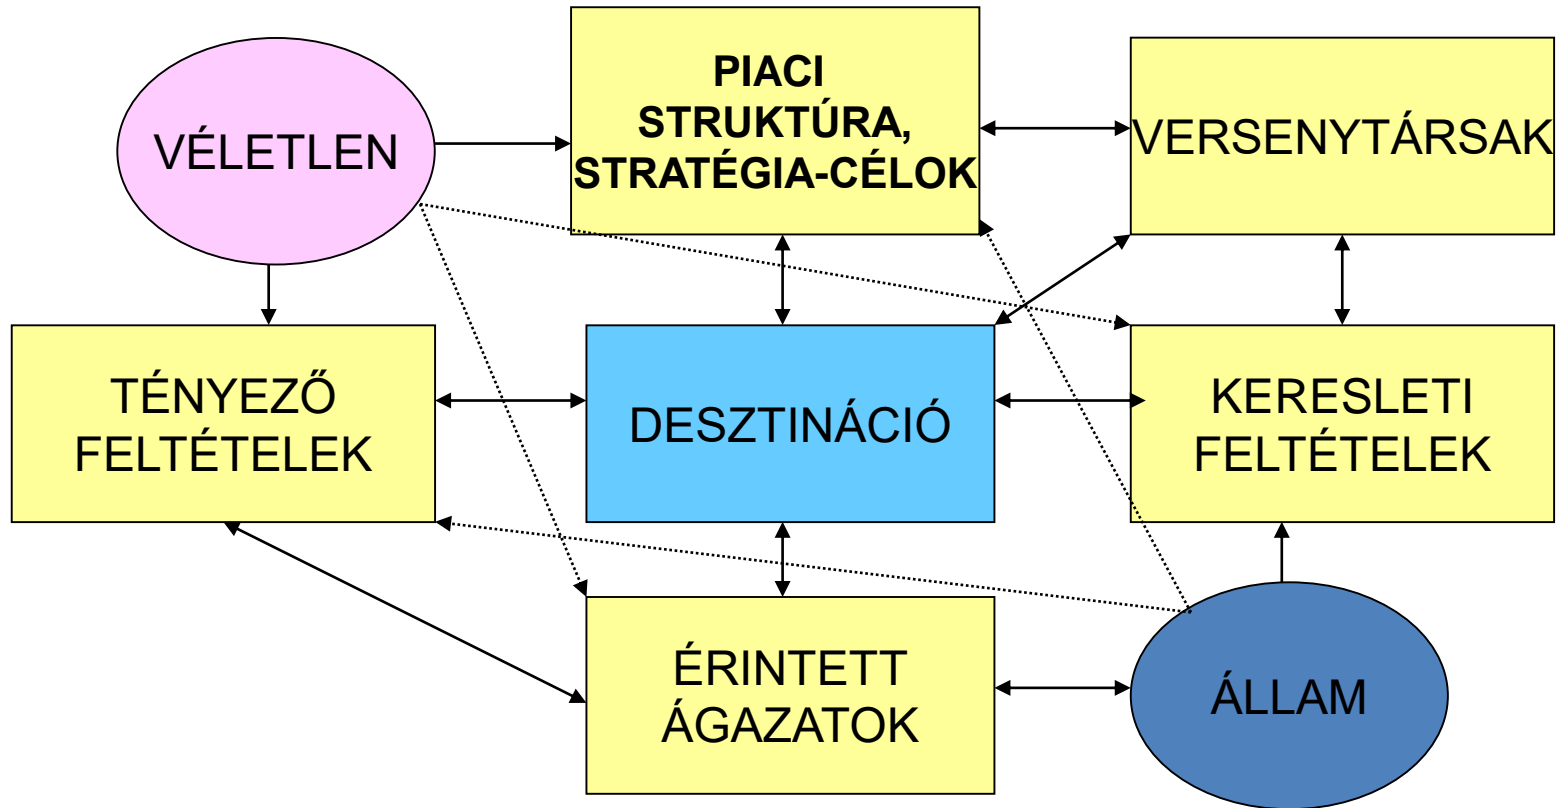 PIACI
STRUKTÚRA,
STRATÉGIA-CÉLOK
VÉLETLEN
VERSENYTÁRSAK
TÉNYEZŐ
FELTÉTELEK
DESZTINÁCIÓ
KERESLETI
FELTÉTELEK
ÉRINTETT
ÁGAZATOK
ÁLLAM